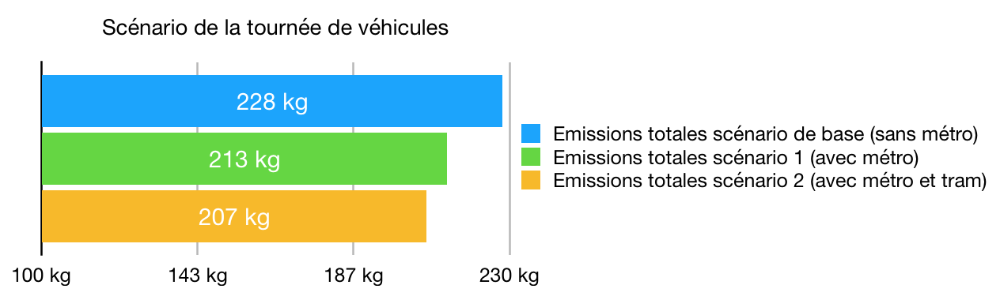 Scénario de la tournée de véhicules
228 kg
213 kg
207 kg
100 kg
143 kg
187 kg
230 kg
Emissions totales scénario de base (sans métro)
Emissions totales scénario 1 (avec métro)
Emissions totales scénario 2 (avec métro et tram)